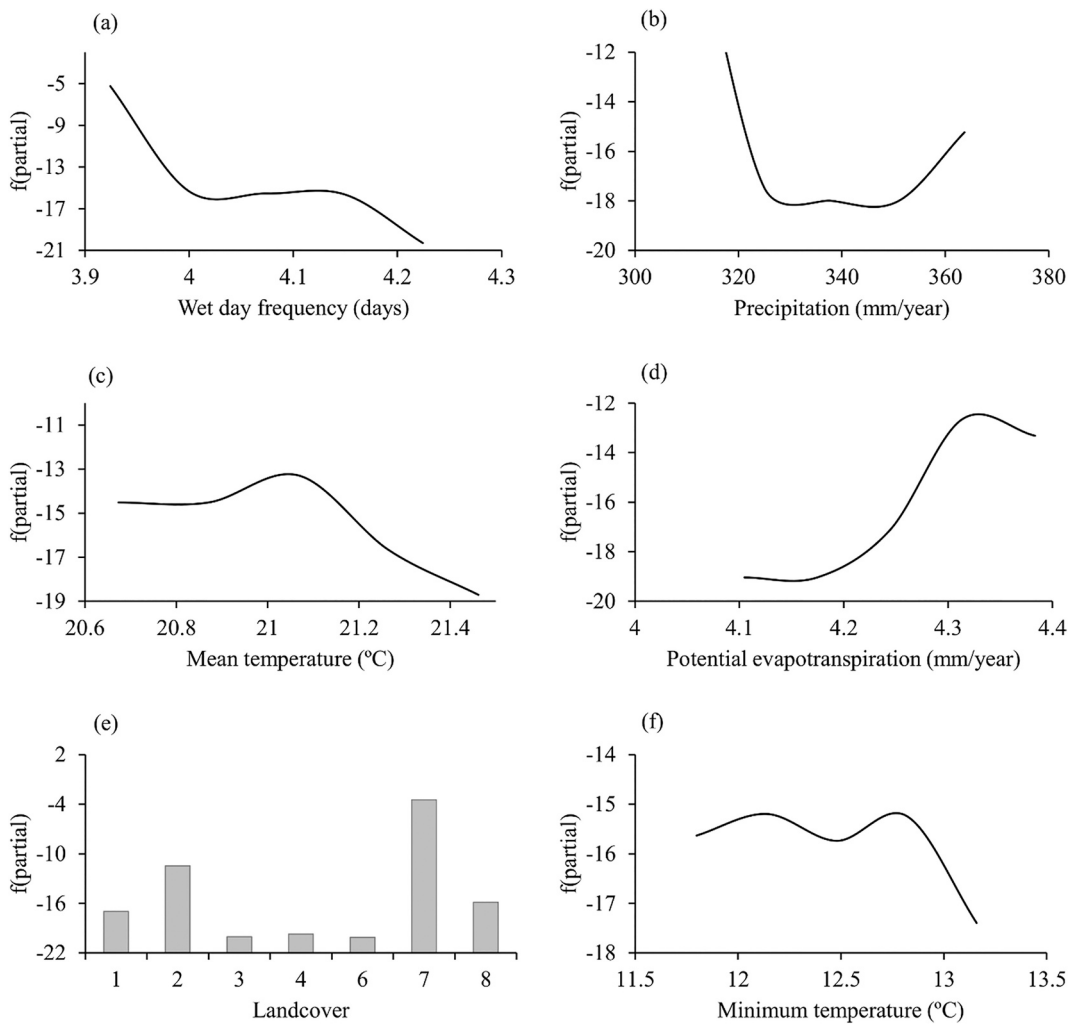 (a)
f(partial)
-5
-9
-13
-17
-21
3.9 4 4.1 4.2 4.3
Wet day frequency (days)
(b)
f(partial)
-12
-14
-16
-18
-20
300 320 340 360 380
Precipitation (mm/year)
(c)
f(partial)
-11
-13
-15
-17
-19
20.6 20.8 21 21.2 21.4
Mean temperature (ºC)
(d)
f(partial)
-12
-14
-16
-18
-20
4 4.1 4.2 4.3 4.4
Potential evapotranspiration (mm/year)
(e)
f(partial)
2
-4
-10
-16
-22
1 2 3 4 6 7 8
Landcover
(f)
f(partial)
-14
-15
-16
-17
-18
11.5 12 12.5 13 13.5
Minimum temperature (ºC)